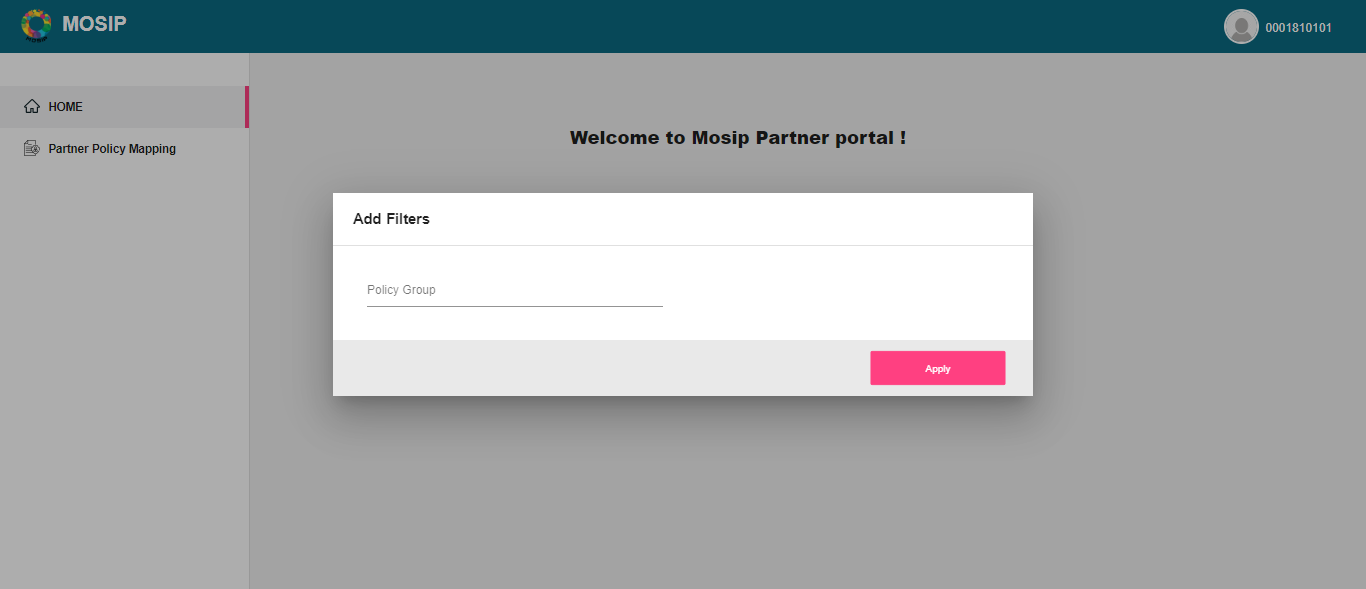 MOSIP
0001810101
HOME
Partner Policy Mapping
Welcome to Mosip Partner portal !
Add Filters
Policy Group
Apply